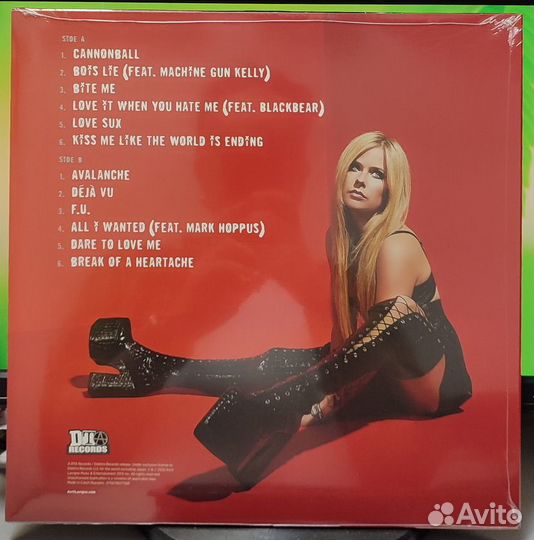 SIDE A
1. CANNONBALL
2. BOiS LiE (FEAT. MACHiNE GUN KELLY)
3. BiTE ME
4. LOVE iT WHEN YOU HATE ME (FEAT. BLACKBEAR)
5. LOVE SUX
6. KiSS ME LiKE THE WORLD iS ENDiNG
SIDE B
1. AVALANCHE
2. DÉJÀ VU
3. F.U.
4. ALL i WANTED (FEAT. MARK HOPPUS)
5. DARE TO LOVE ME
6. BREAK OF A HEARTACHE
DTA
RECORDS
AvrilLavigne.com
Avito